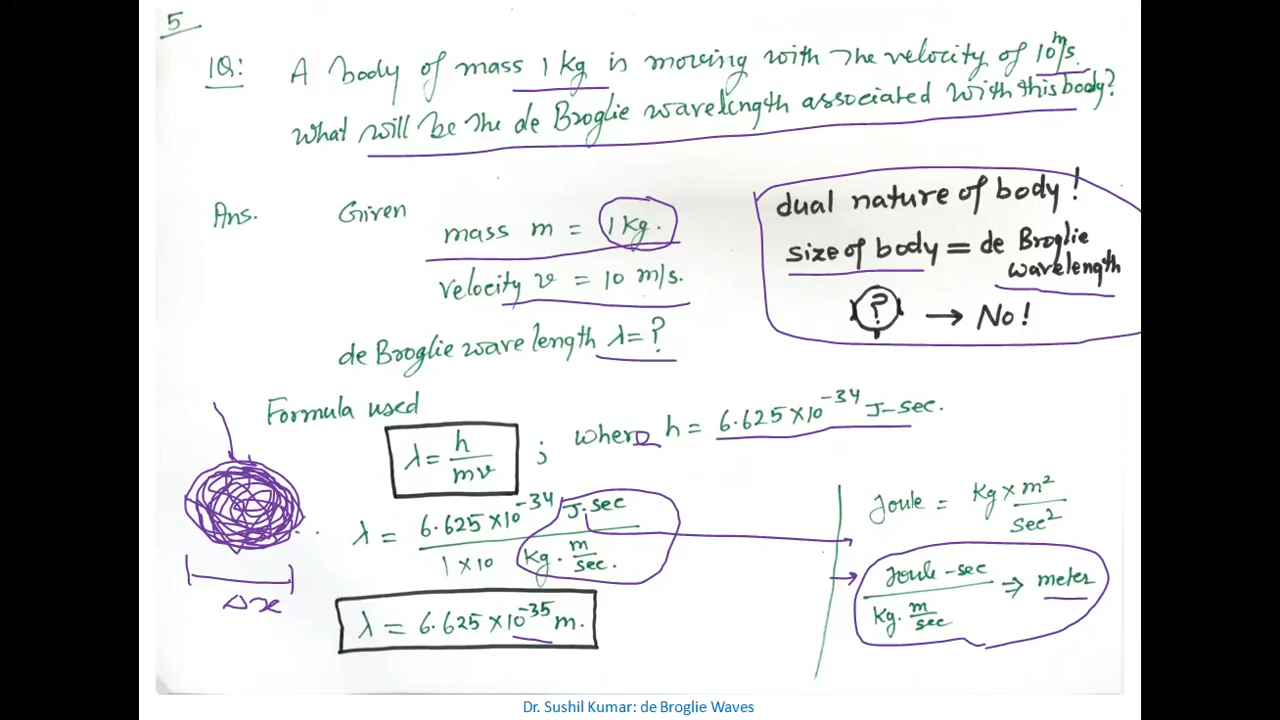 5
1Q: A body of mass 1 kg is moving with the velocity of 10 m/s.
What will be the de Broglie wavelength associated with this body?
Ans. Given
mass m = 1 kg.
velocity v = 10 m/s.
de Broglie wavelength λ = ?
dual nature of body!
size of body = de Broglie
wavelength
? → No!
Formula used
λ = h/mv ; where h = 6.625 × 10⁻³⁴ J-sec.
λ = 6.625 × 10⁻³⁴ J·sec / 1 × 10 kg · m/sec.
λ = 6.625 × 10⁻³⁵ m.
Δx
Joule = kg × m²/sec²
Joule-sec / kg · m/sec ⇒ meter
Dr. Sushil Kumar: de Broglie Waves